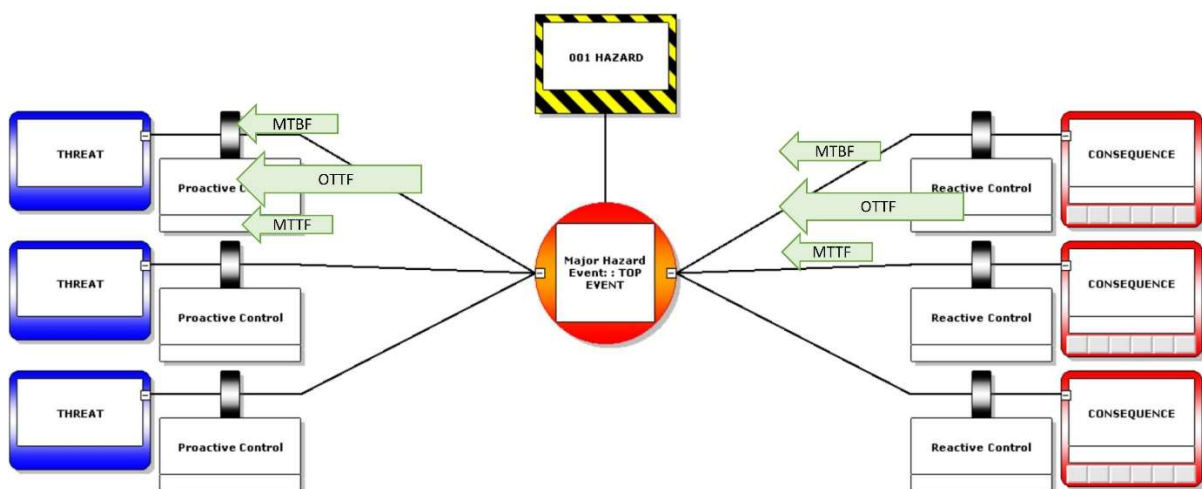 001 HAZARD
THREAT
MTBF
Proactive C
OTTF
MTTF
THREAT
Proactive Control
THREAT
Proactive Control
Major Hazard
Event: : TOP
EVENT
MTBF
OTTF
MTTF
Reactive Control
CONSEQUENCE
Reactive Control
CONSEQUENCE
Reactive Control
CONSEQUENCE